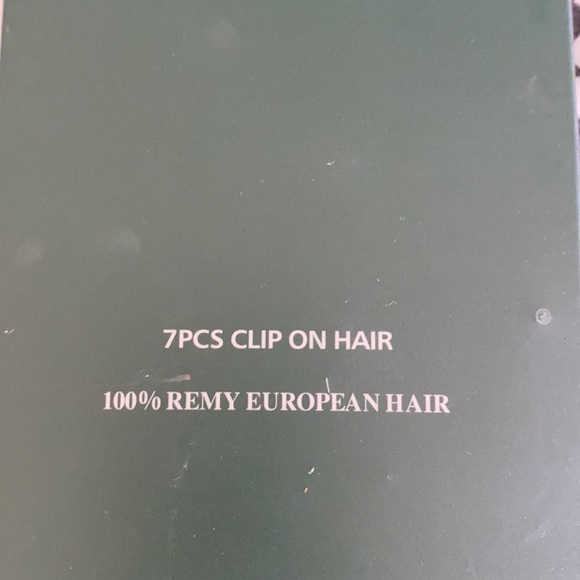 7PCS CLIP ON HAIR
100% REMY EUROPEAN HAIR